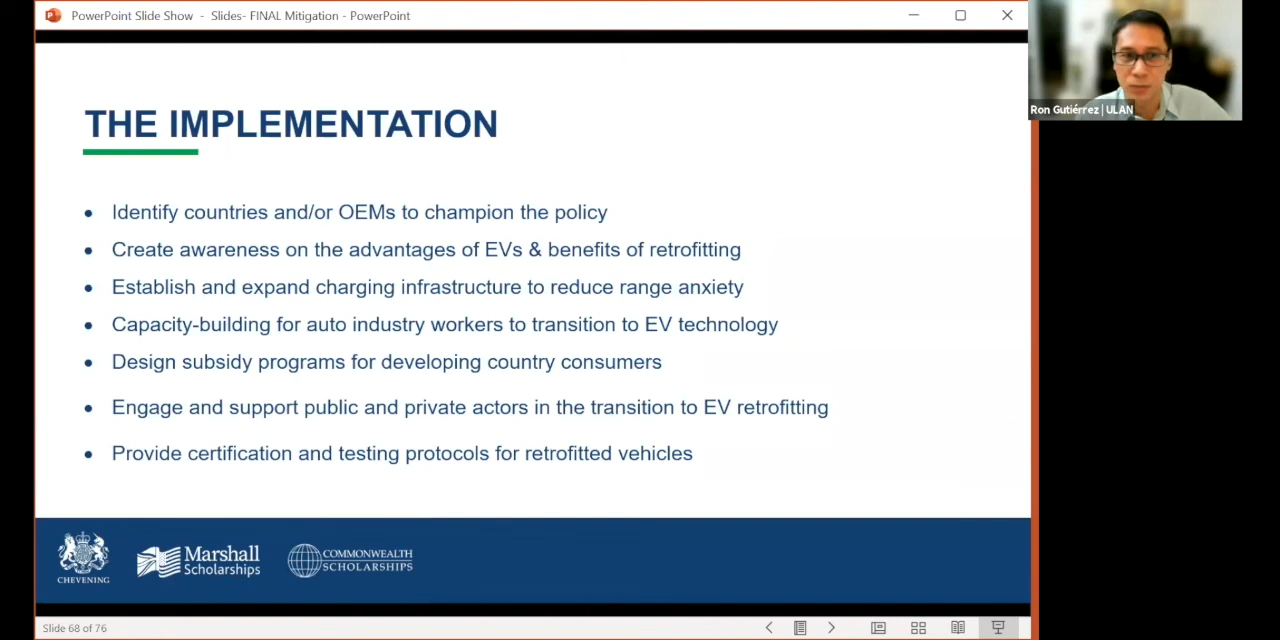 PowerPoint Slide Show - Slides- FINAL Mitigation - PowerPoint
Ron Gutiérrez | ULAN
THE IMPLEMENTATION
• Identify countries and/or OEMs to champion the policy
• Create awareness on the advantages of EVs & benefits of retrofitting
• Establish and expand charging infrastructure to reduce range anxiety
• Capacity-building for auto industry workers to transition to EV technology
• Design subsidy programs for developing country consumers
• Engage and support public and private actors in the transition to EV retrofitting
• Provide certification and testing protocols for retrofitted vehicles
CHEVENING
Marshall
Scholarships
COMMONWEALTH
SCHOLARSHIPS
Slide 68 of 76